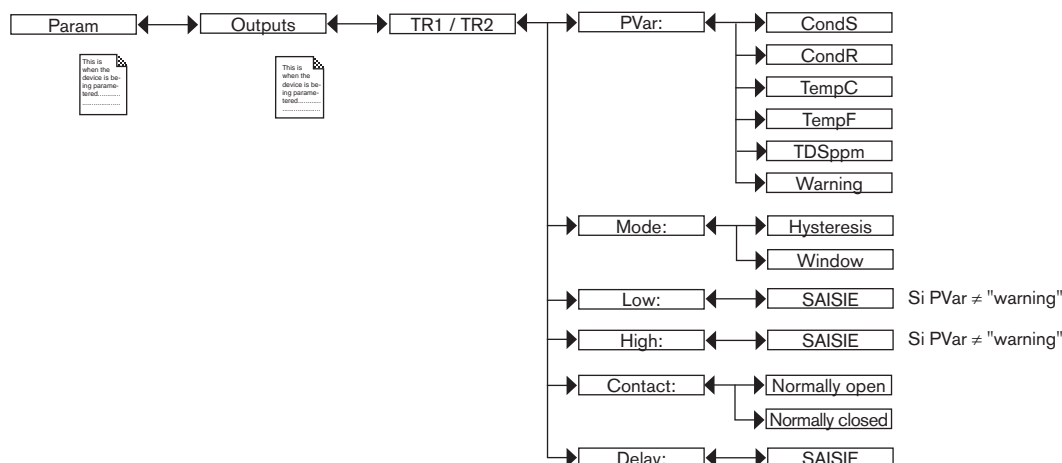 Param
Outputs
TR1 / TR2
PVar:
CondS
CondR
TempC
TempF
TDSppm
Warning
This is
when the
device is be-
ing parame-
tered...........
....................
This is
when the
device is be-
ing parame-
tered............
....................
Mode:
Hysteresis
Window
Low:
SAISIE
Si PVar ≠ "warning"
High:
SAISIE
Si PVar ≠ "warning"
Contact:
Normally open
Normally closed
Delay:
SAISIE